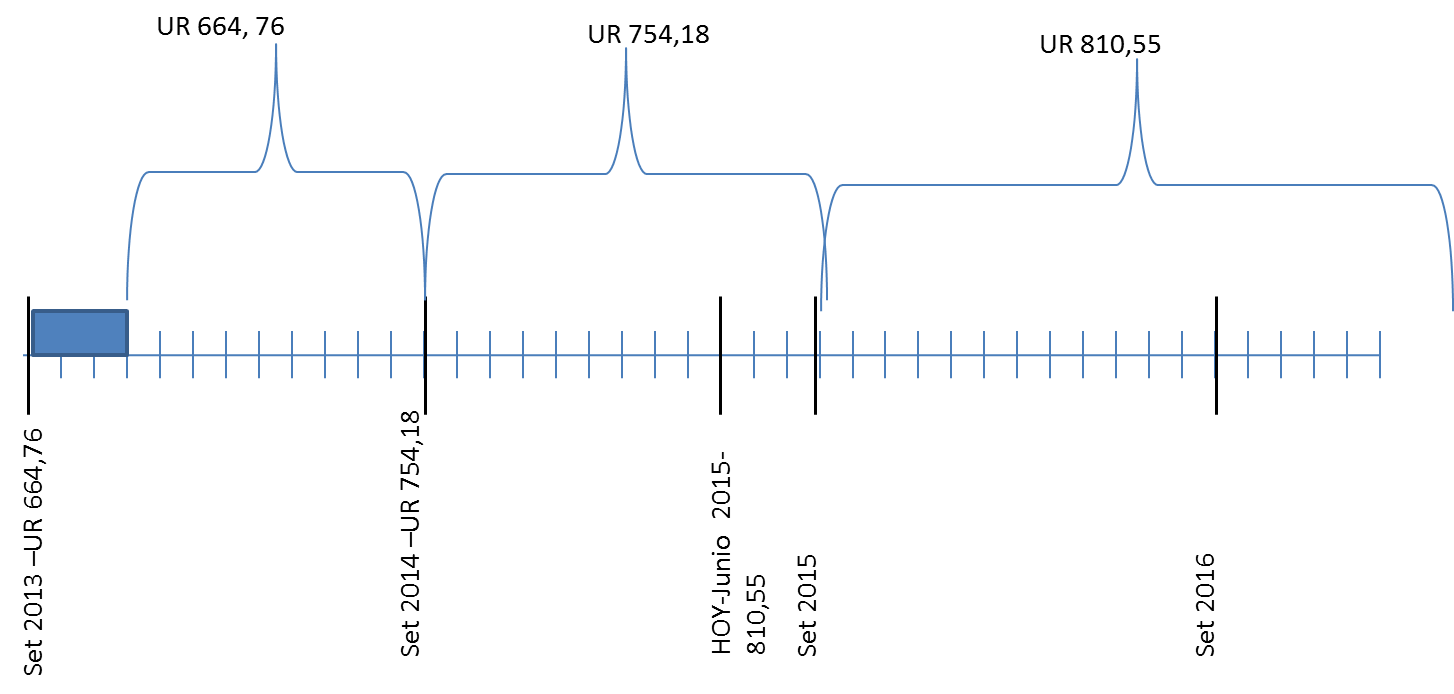 UR 664, 76
UR 754,18
UR 810,55
Set 2013 –UR 664,76
Set 2014 –UR 754,18
HOY-Junio 2015-
810,55
Set 2015
Set 2016